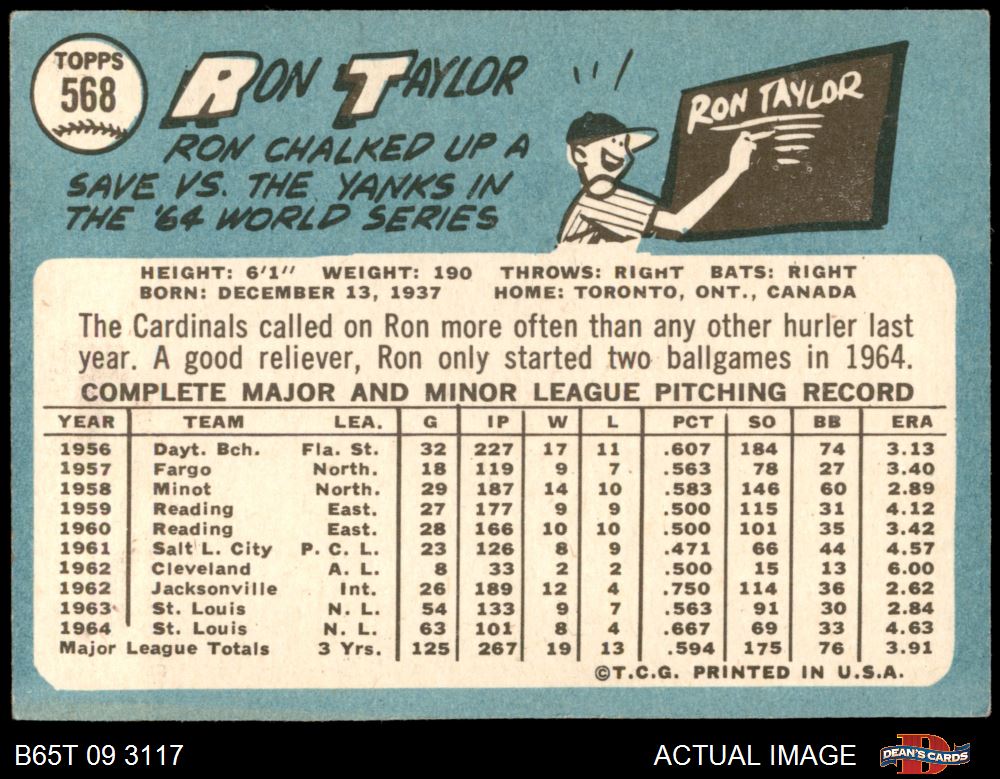 TOPPS
568
RON TAYLOR
RON CHALKED UP A
SAVE VS. THE YANKS IN
THE '64 WORLD SERIES
RON TAYLOR
HEIGHT: 6'1" WEIGHT: 190 THROWS: RIGHT BATS: RIGHT
BORN: DECEMBER 13, 1937 HOME: TORONTO, ONT., CANADA
The Cardinals called on Ron more often than any other hurler last
year. A good reliever, Ron only started two ballgames in 1964.
COMPLETE MAJOR AND MINOR LEAGUE PITCHING RECORD
YEAR TEAM LEA. G IP W L PCT SO BB ERA
1956 Dayt. Bch. Fla. St. 32 227 17 11 .607 184 74 3.13
1957 Fargo North. 18 119 9 7 .563 78 27 3.40
1958 Minot North. 29 187 14 10 .583 146 60 2.89
1959 Reading East. 27 177 9 9 .500 115 31 4.12
1960 Reading East. 28 166 10 10 .500 101 35 3.42
1961 Salt L. City P. C. L. 23 126 8 9 .471 66 44 4.57
1962 Cleveland A. L. 8 33 2 2 .500 15 13 6.00
1962 Jacksonville Int. 26 189 12 4 .750 114 36 2.62
1963 St. Louis N. L. 54 133 9 7 .563 91 30 2.84
1964 St. Louis N. L. 63 101 8 4 .667 69 33 4.63
Major League Totals 3 Yrs. 125 267 19 13 .594 175 76 3.91
©T.C.G. PRINTED IN U.S.A.
B65T 09 3117 ACTUAL IMAGE DEAN'S CARDS